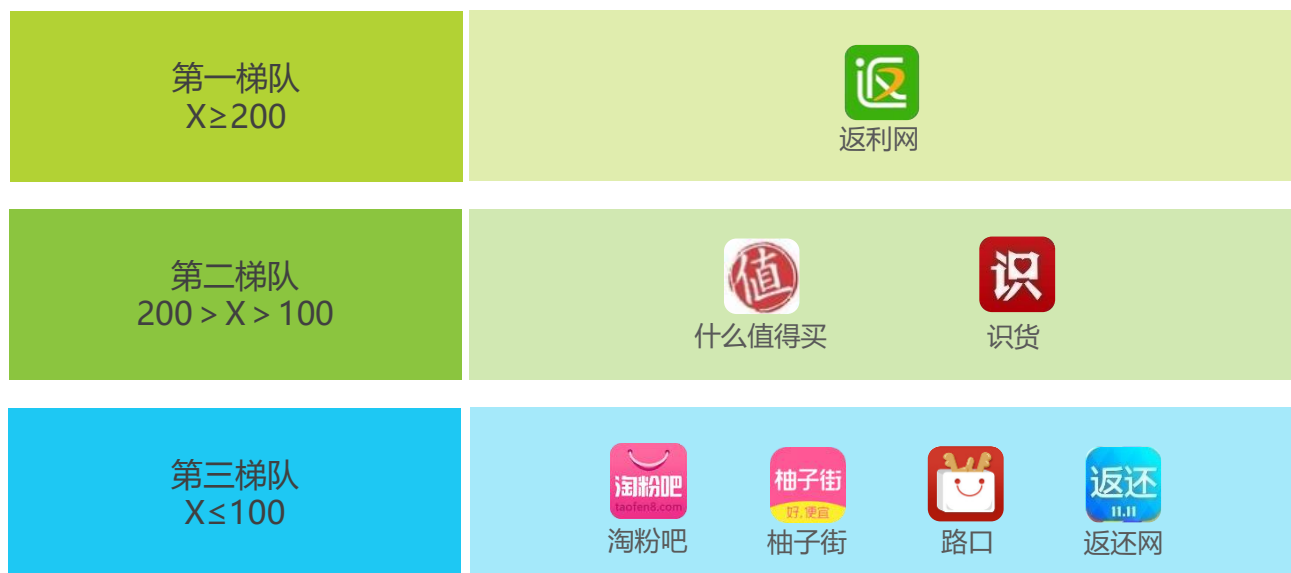 第一梯队
X≥200
返
返利网
第二梯队
200 > X > 100
值
识
什么值得买
识货
第三梯队
X≤100
淘粉吧
taofen8.com
柚子街
好,便宜
返还
11.11
淘粉吧
柚子街
路口
返还网